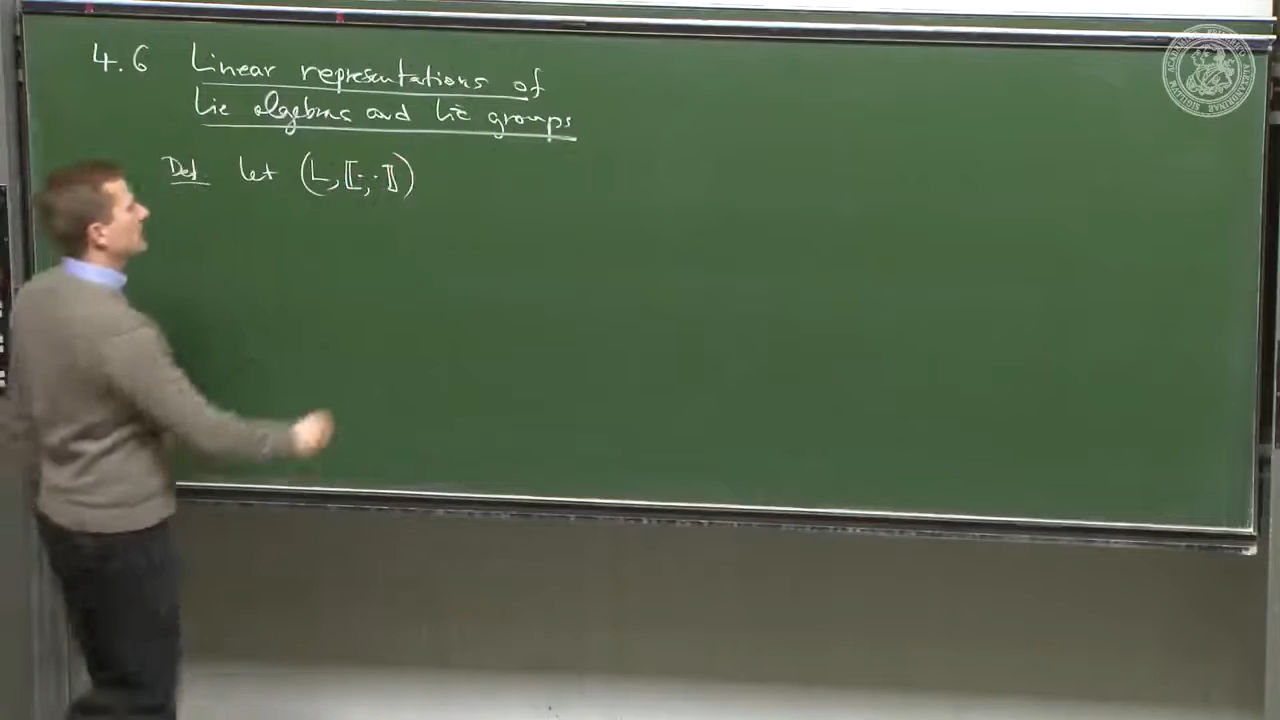 4.6 Linear representations of
Lie algebras and Lie groups
Def. let (L, ⟦·,·⟧)